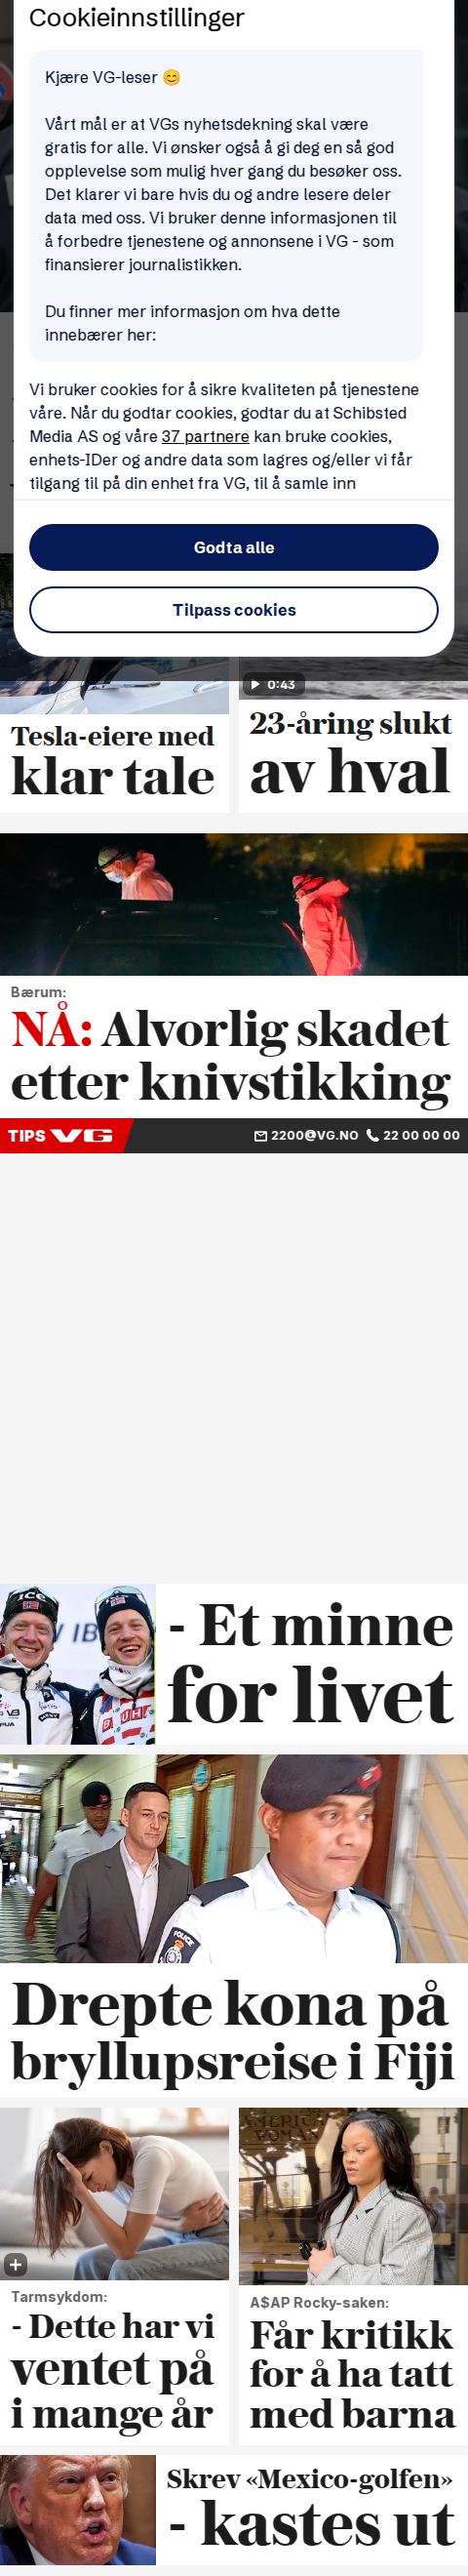 Cookieinnstillinger
Kjære VG-leser 😊
Vårt mål er at VGs nyhetsdekning skal være
gratis for alle. Vi ønsker også å gi deg en så god
opplevelse som mulig hver gang du besøker oss.
Det klarer vi bare hvis du og andre lesere deler
data med oss. Vi bruker denne informasjonen til
å forbedre tjenestene og annonsene i VG - som
finansierer journalistikken.
Du finner mer informasjon om hva dette
innebærer her:
Vi bruker cookies for å sikre kvaliteten på tjenestene
våre. Når du godtar cookies, godtar du at Schibsted
Media AS og våre 37 partnere kan bruke cookies,
enhets-IDer og andre data som lagres og/eller vi får
tilgang til på din enhet fra VG, til å samle inn
Godta alle
Tilpass cookies
0:43
Tesla-eiere med
klar tale
23-åring slukt
av hval
Bærum:
NÅ: Alvorlig skadet
etter knivstikking
TIPS VG
2200@VG.NO 22 00 00 00
ICE
- Et minne
for livet
POLICE
Drepte kona på
bryllupsreise i Fiji
Tarmsykdom:
- Dette har vi
ventet på
i mange år
A$AP Rocky-saken:
Får kritikk
for å ha tatt
med barna
Skrev «Mexico-golfen»
- kastes ut